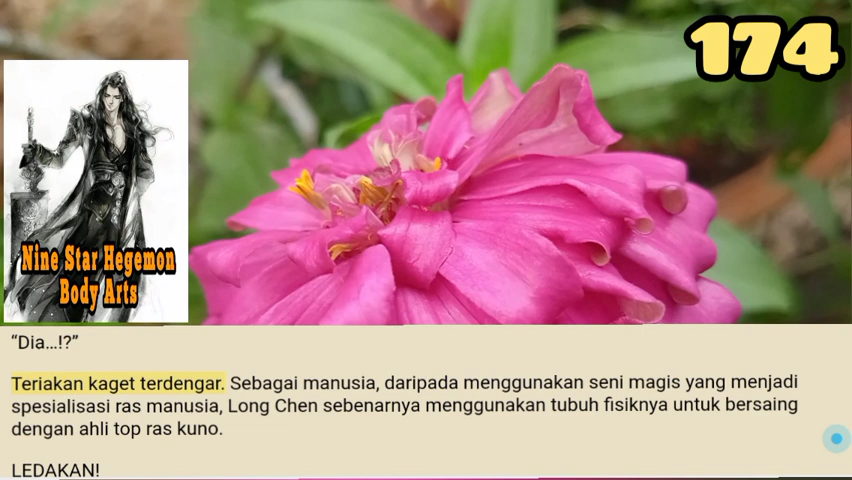 174
Nine Star Hegemon
Body Arts
“Dia...!?”
Teriakan kaget terdengar. Sebagai manusia, daripada menggunakan seni magis yang menjadi
spesialisasi ras manusia, Long Chen sebenarnya menggunakan tubuh fisiknya untuk bersaing
dengan ahli top ras kuno.
LEDAKAN!